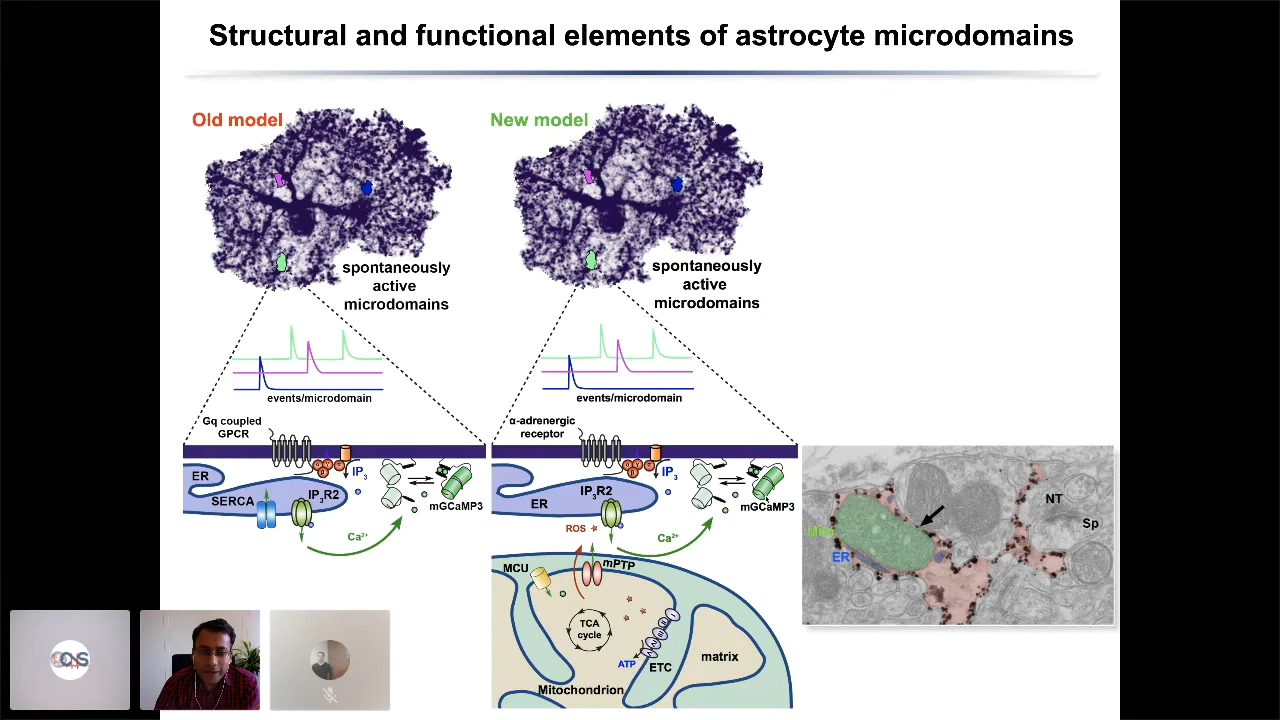 Structural and functional elements of astrocyte microdomains
Old model
spontaneously
active
microdomains
events/microdomain
Gq coupled
GPCR
IP3
ER
SERCA
IP3R2
mGCaMP3
Ca2+
New model
spontaneously
active
microdomains
events/microdomain
α-adrenergic
receptor
IP3
IP3R2
ER
mGCaMP3
ROS
Ca2+
MCU
mPTP
TCA
cycle
ATP
ETC
matrix
Mitochondrion
NT
Sp
ER